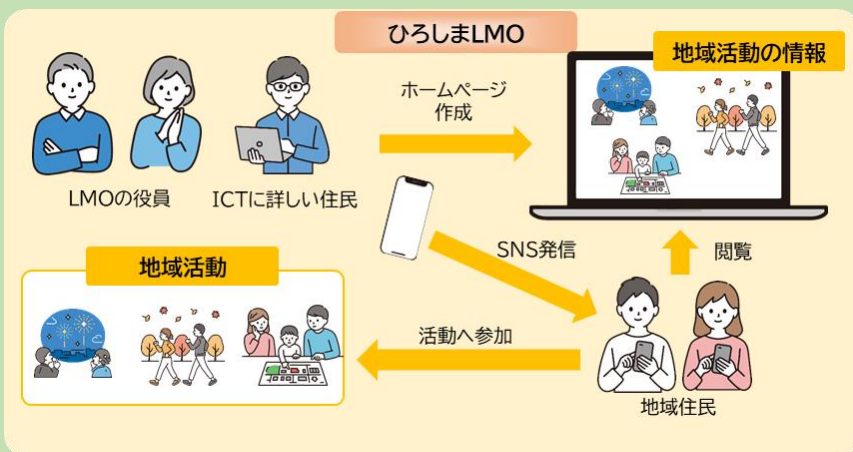 ひろしまLMO
地域活動の情報
ホームページ
作成
LMOの役員
ICTに詳しい住民
SNS発信
閲覧
地域活動
活動へ参加
地域住民